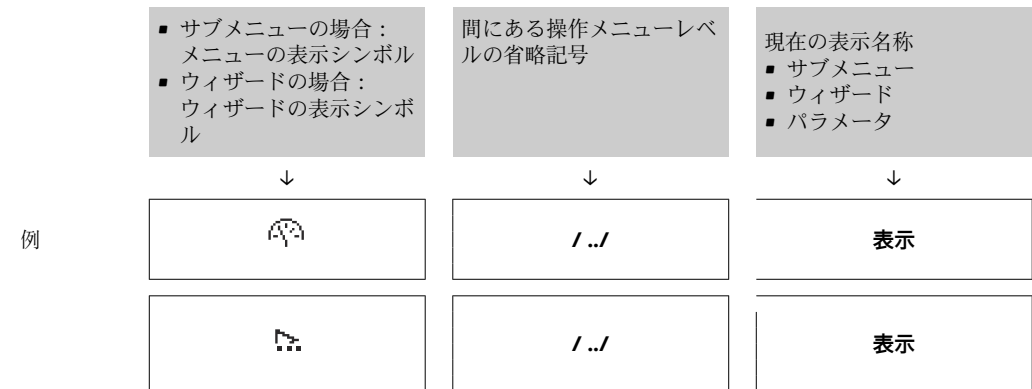 ▪ サブメニューの場合：
メニューの表示シンボル
▪ ウィザードの場合：
ウィザードの表示シンボ
ル
間にある操作メニューレベ
ルの省略記号
現在の表示名称
▪ サブメニュー
▪ ウィザード
▪ パラメータ
↓ ↓ ↓
例
/ ../
表示
/ ../
表示